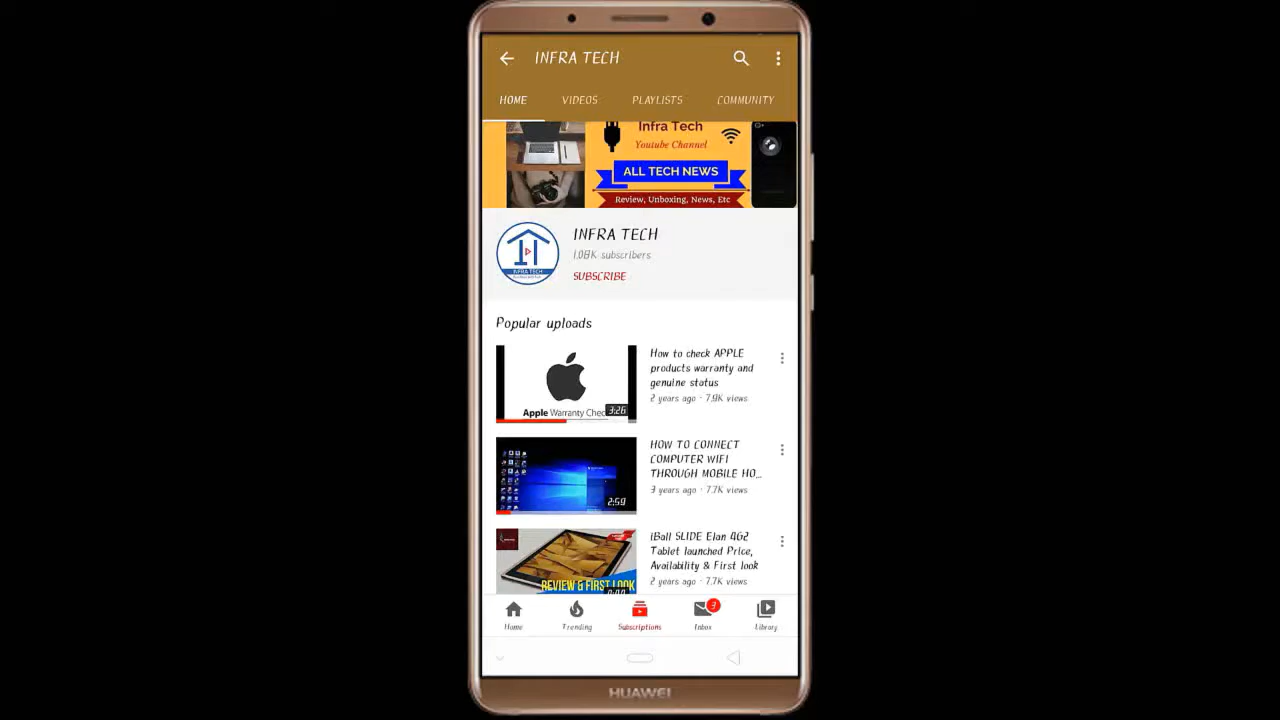 INFRA TECH
HOME VIDEOS PLAYLISTS COMMUNITY
Infra Tech
Youtube Channel
ALL TECH NEWS
Review, Unboxing, News, Etc
INFRA TECH
1.08K subscribers
SUBSCRIBE
INFRA TECH
Popular uploads
How to check APPLE
products warranty and
genuine status
2 years ago · 7.9K views
Apple Warranty Chec
3:26
HOW TO CONNECT
COMPUTER WIFI
THROUGH MOBILE HO...
3 years ago · 7.7K views
2:59
iBall SLIDE Elan 4G2
Tablet launched Price,
Availability & First look
2 years ago · 7.7K views
REVIEW & FIRST LOOK
Home Trending Subscriptions Inbox Library
HUAWEI